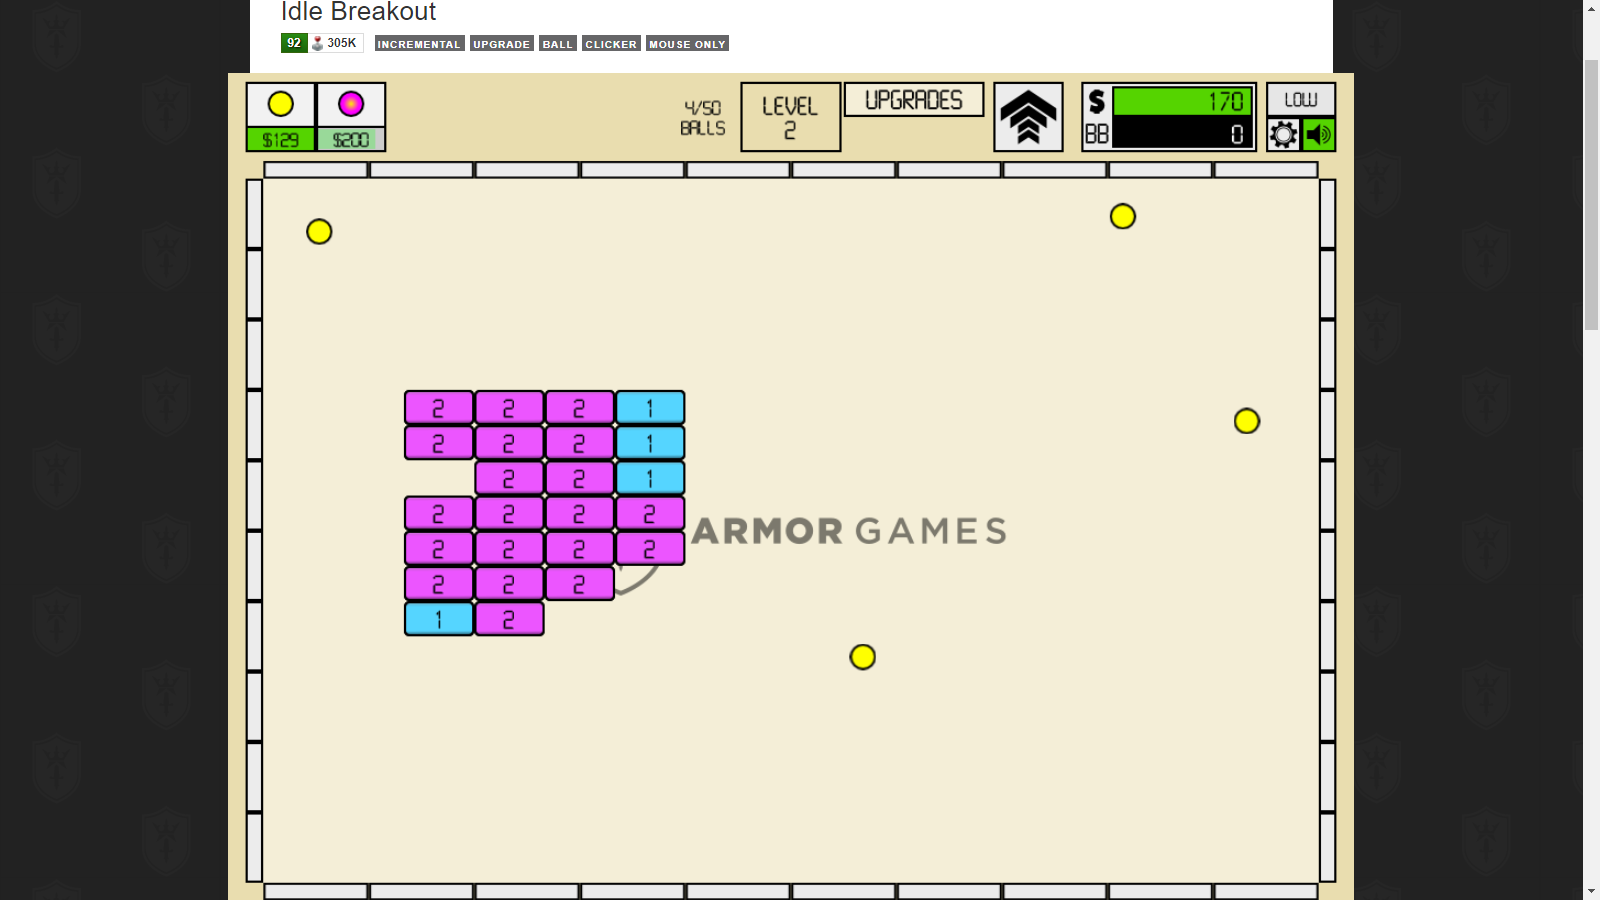 Idle Breakout
92 305K INCREMENTAL UPGRADE BALL CLICKER MOUSE ONLY
$129 $200
4/50
BALLS
LEVEL
2
UPGRADES
$ 170
BB 0
LOW
2 2 2 1
2 2 2 1
2 2 1
2 2 2 2
2 2 2 2
2 2 2
1 2
ARMOR GAMES